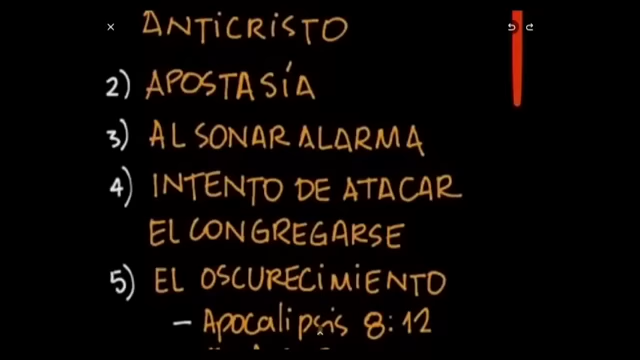 ANTICRISTO
2) APOSTASÍA
3) AL SONAR ALARMA
4) INTENTO DE ATACAR
EL CONGREGARSE
5) EL OSCURECIMIENTO
- Apocalipsis 8:12